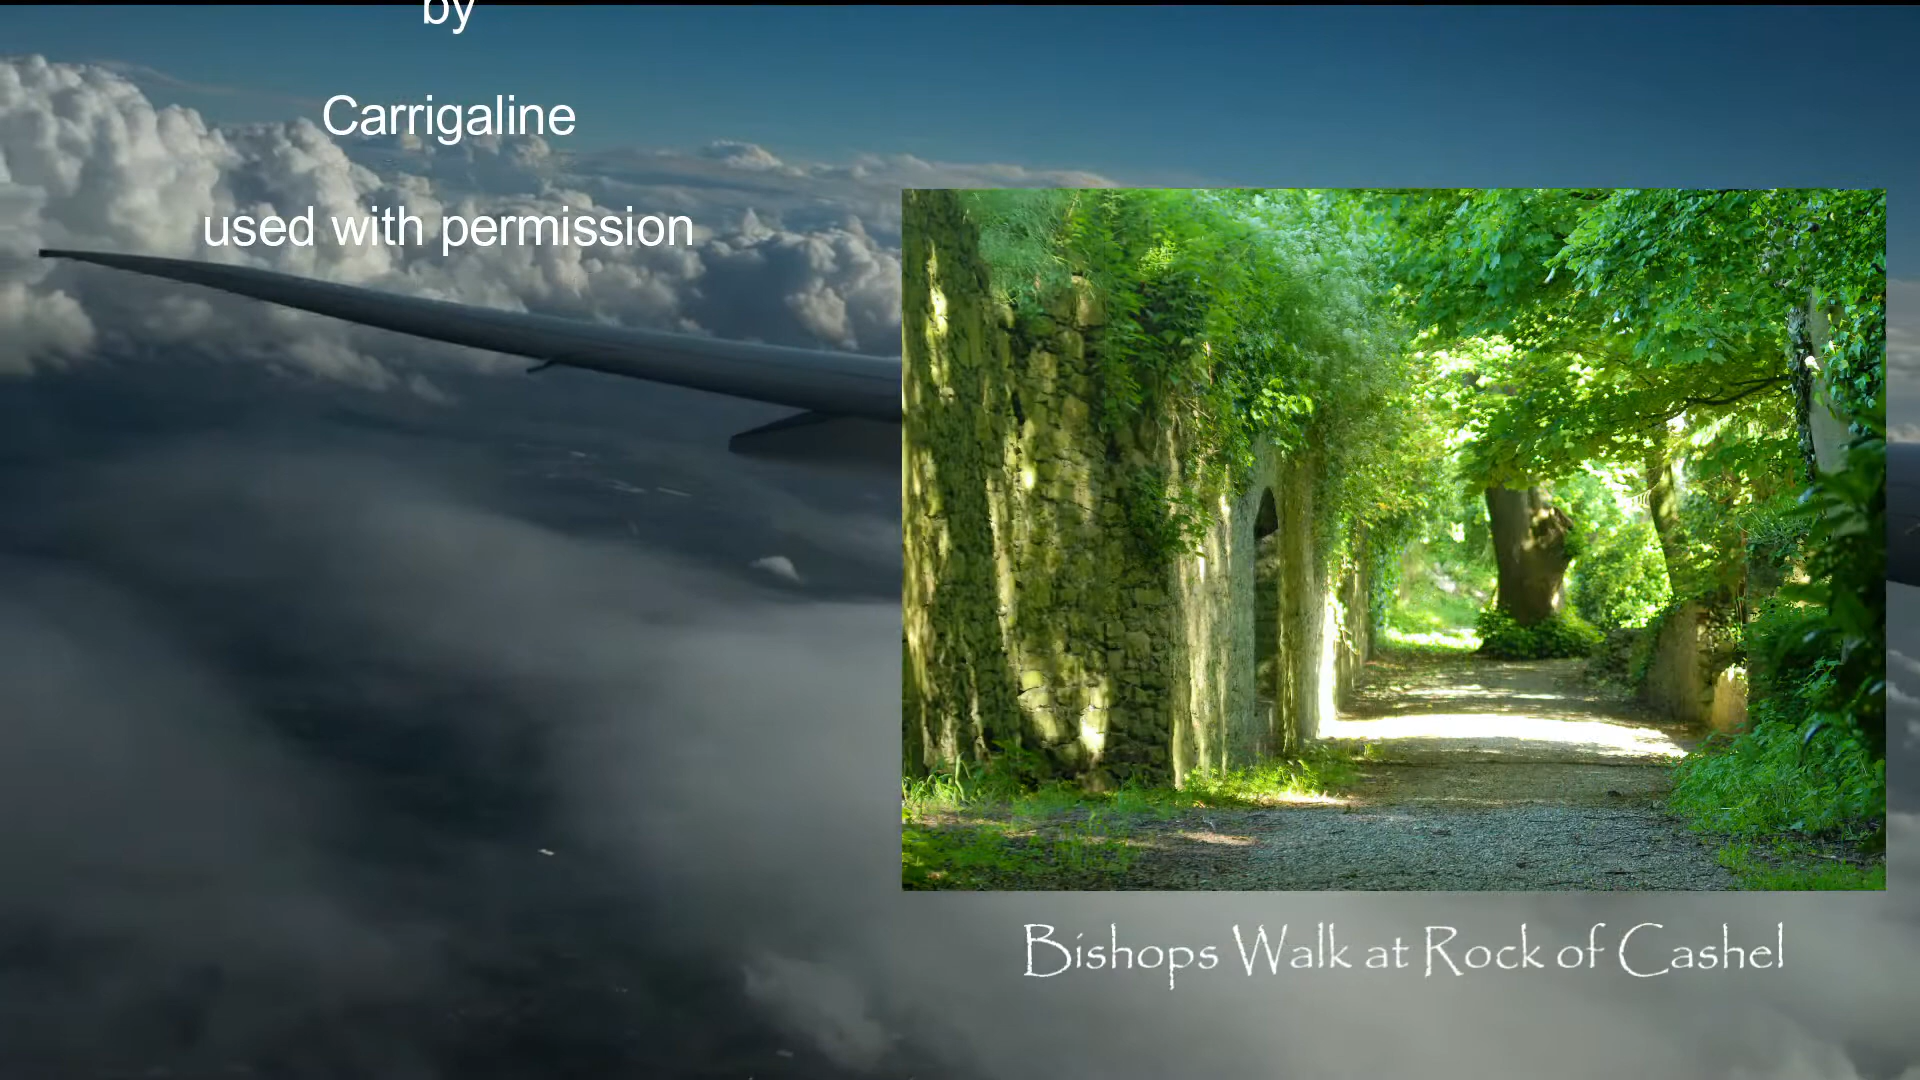 by
Carrigaline
used with permission
Bishops Walk at Rock of Cashel